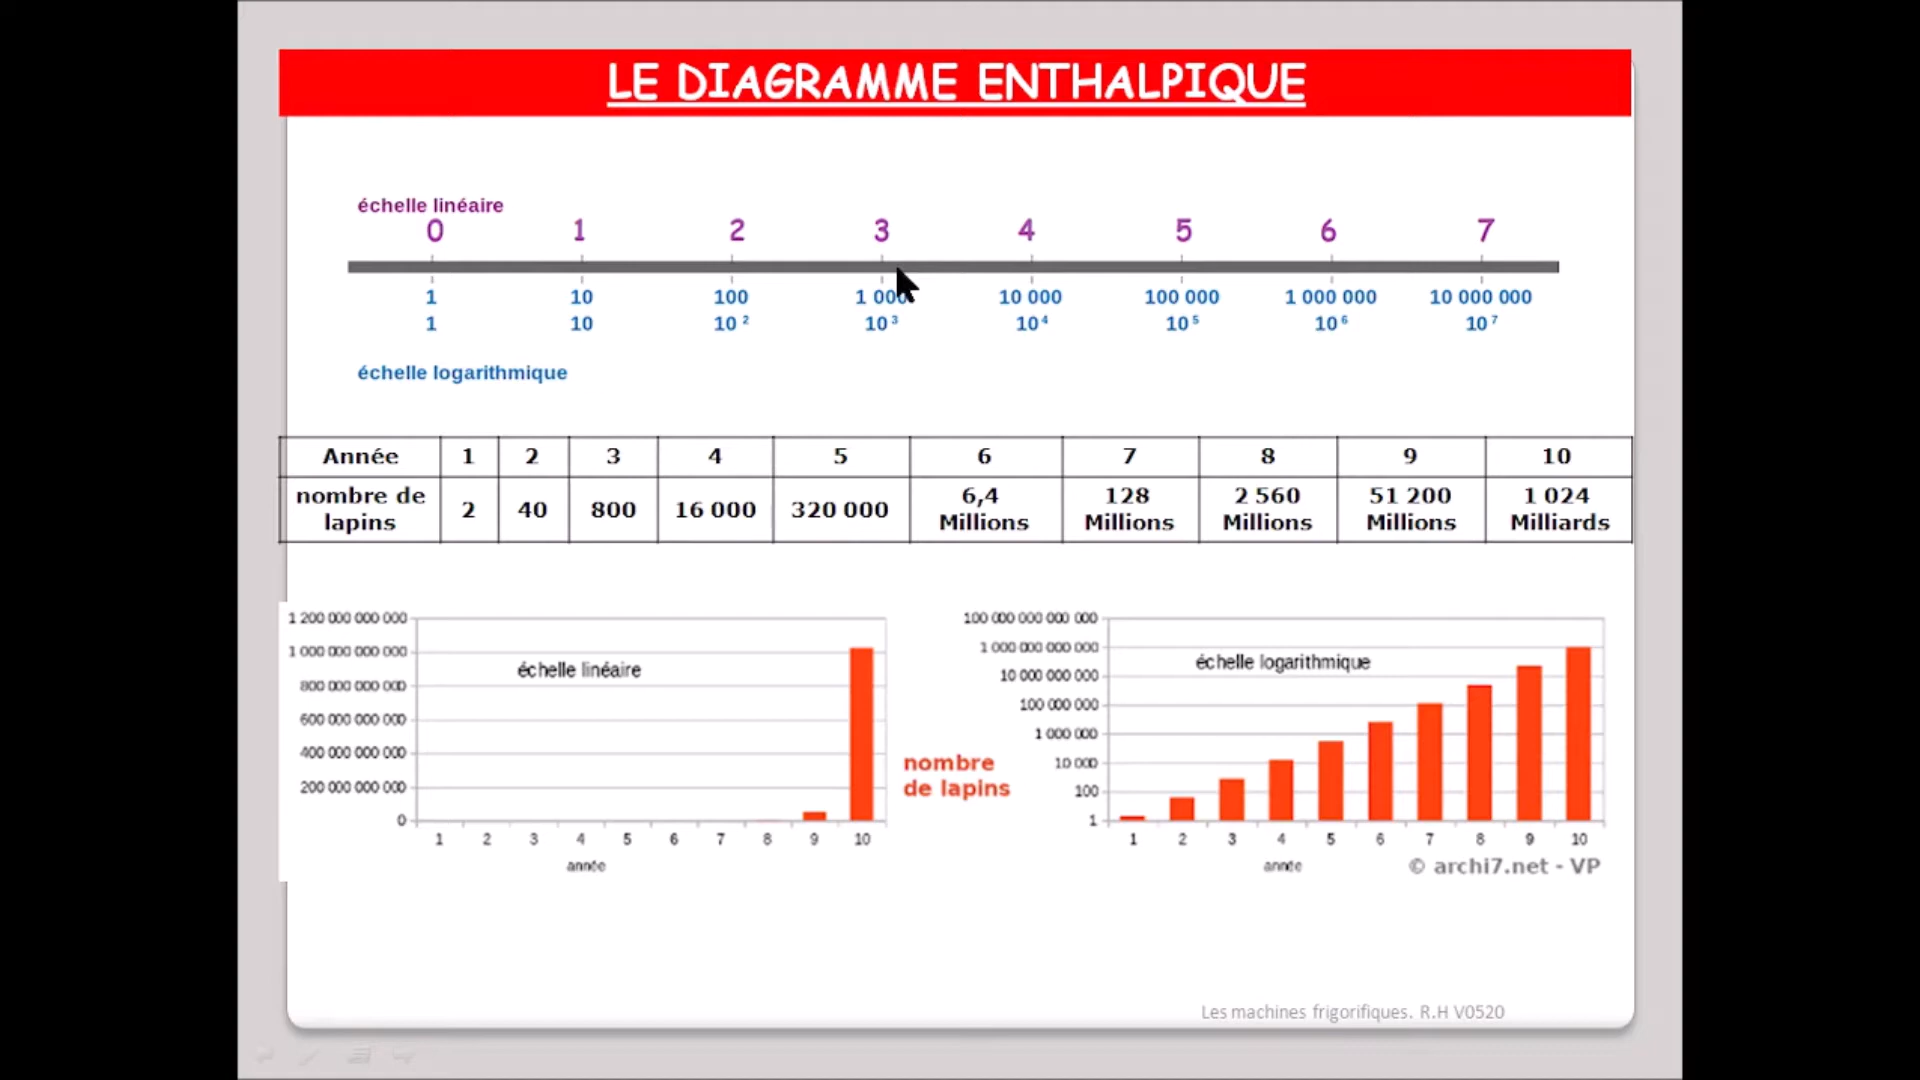 LE DIAGRAMME ENTHALPIQUE
échelle linéaire
0 1 2 3 4 5 6 7
1 10 100 1 000 10 000 100 000 1 000 000 10 000 000
1 10 10² 10³ 10⁴ 10⁵ 10⁶ 10⁷
échelle logarithmique
Année 1 2 3 4 5 6 7 8 9 10
nombre de lapins 2 40 800 16 000 320 000 6,4 Millions 128 Millions 2 560 Millions 51 200 Millions 1 024 Milliards
1 200 000 000 000
1 000 000 000 000
800 000 000 000
600 000 000 000
400 000 000 000
200 000 000 000
0
échelle linéaire
1 2 3 4 5 6 7 8 9 10
année
nombre
de lapins
100 000 000 000 000
1 000 000 000 000
10 000 000 000
100 000 000
1 000 000
10 000
100
1
échelle logarithmique
1 2 3 4 5 6 7 8 9 10
année
© archi7.net - VP
Les machines frigorifiques. R.H V0520